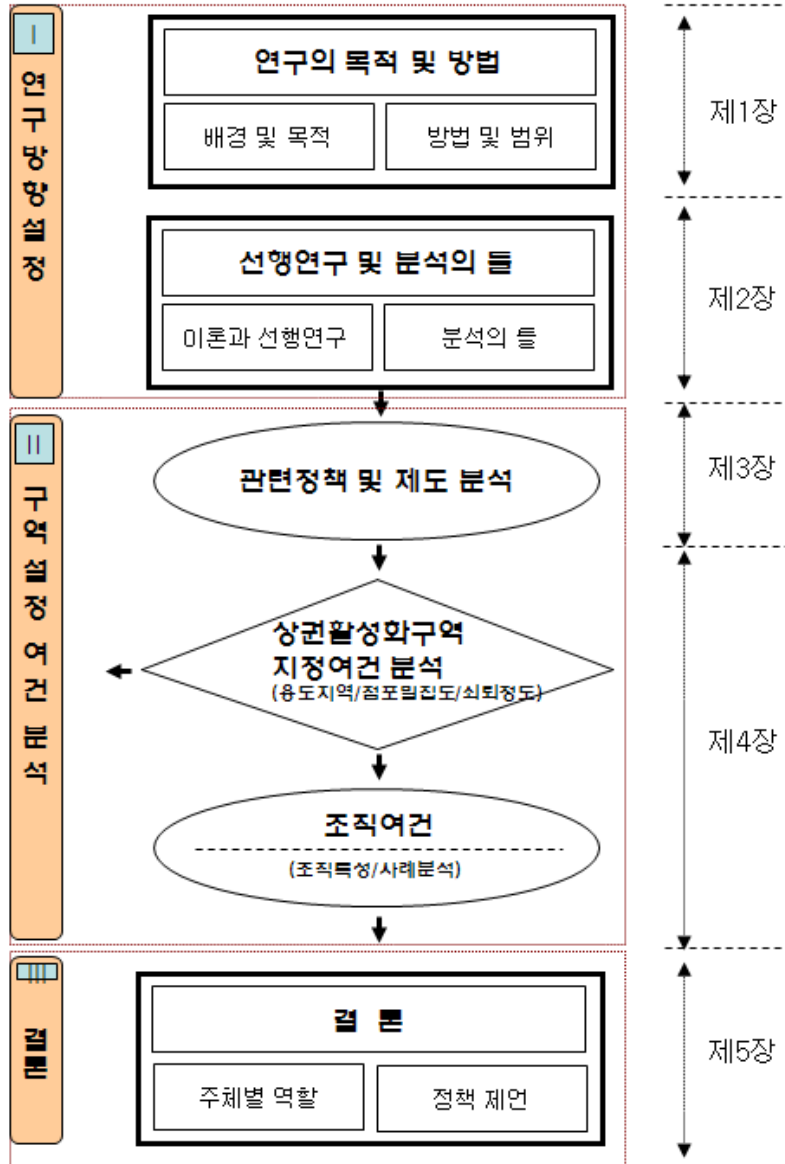 I
연구방향설정
연구의 목적 및 방법
배경 및 목적
방법 및 범위
제1장
선행연구 및 분석의 틀
이론과 선행연구
분석의 틀
제2장
II
구역설정 여건 분석
관련정책 및 제도 분석
제3장
상권활성화구역
지정여건 분석
(용도지역/점포밀집도/쇠퇴정도)
조직여건
(조직특성/사례분석)
제4장
III
결론
결 론
주체별 역할
정책 제언
제5장